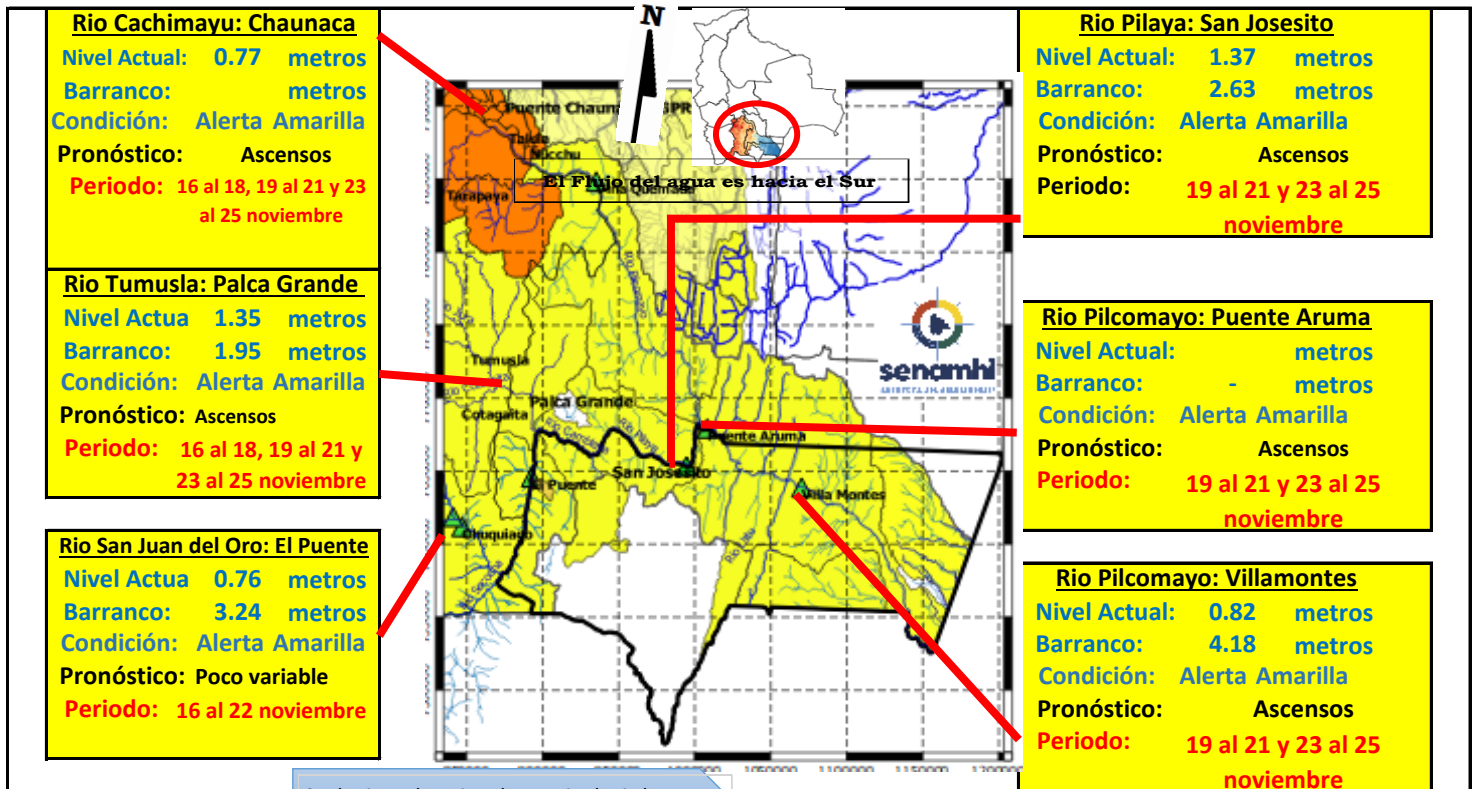 Rio Cachimayu: Chaunaca
Nivel Actual: 0.77 metros
Barranco: metros
Condición: Alerta Amarilla
Pronóstico: Ascensos
Periodo: 16 al 18, 19 al 21 y 23
al 25 noviembre
Rio Tumusla: Palca Grande
Nivel Actua 1.35 metros
Barranco: 1.95 metros
Condición: Alerta Amarilla
Pronóstico: Ascensos
Periodo: 16 al 18, 19 al 21 y
23 al 25 noviembre
Rio San Juan del Oro: El Puente
Nivel Actua 0.76 metros
Barranco: 3.24 metros
Condición: Alerta Amarilla
Pronóstico: Poco variable
Periodo: 16 al 22 noviembre
N
Puente Chaun
Nucchu
Tarapaya
El Flujo del agua es hacia el Sur
Tumusla
Palca Grande
Cotagaita
Puente Aruma
San Josesito
El Puente
Villa Montes
Chuquiago
senamhi
1050000 1100000 1150000 1200000
Rio Pilaya: San Josesito
Nivel Actual: 1.37 metros
Barranco: 2.63 metros
Condición: Alerta Amarilla
Pronóstico: Ascensos
Periodo: 19 al 21 y 23 al 25
noviembre
Rio Pilcomayo: Puente Aruma
Nivel Actual: metros
Barranco: - metros
Condición: Alerta Amarilla
Pronóstico: Ascensos
Periodo: 19 al 21 y 23 al 25
noviembre
Rio Pilcomayo: Villamontes
Nivel Actual: 0.82 metros
Barranco: 4.18 metros
Condición: Alerta Amarilla
Pronóstico: Ascensos
Periodo: 19 al 21 y 23 al 25
noviembre